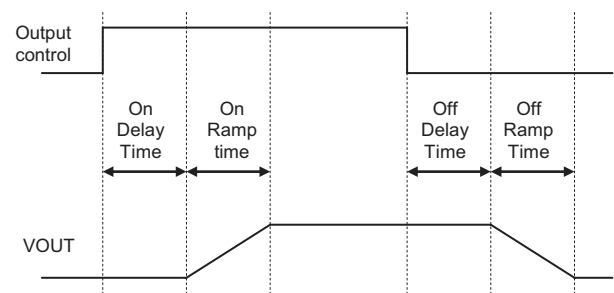 Output
control
On
Delay
Time
On
Ramp
time
Off
Delay
Time
Off
Ramp
Time
VOUT